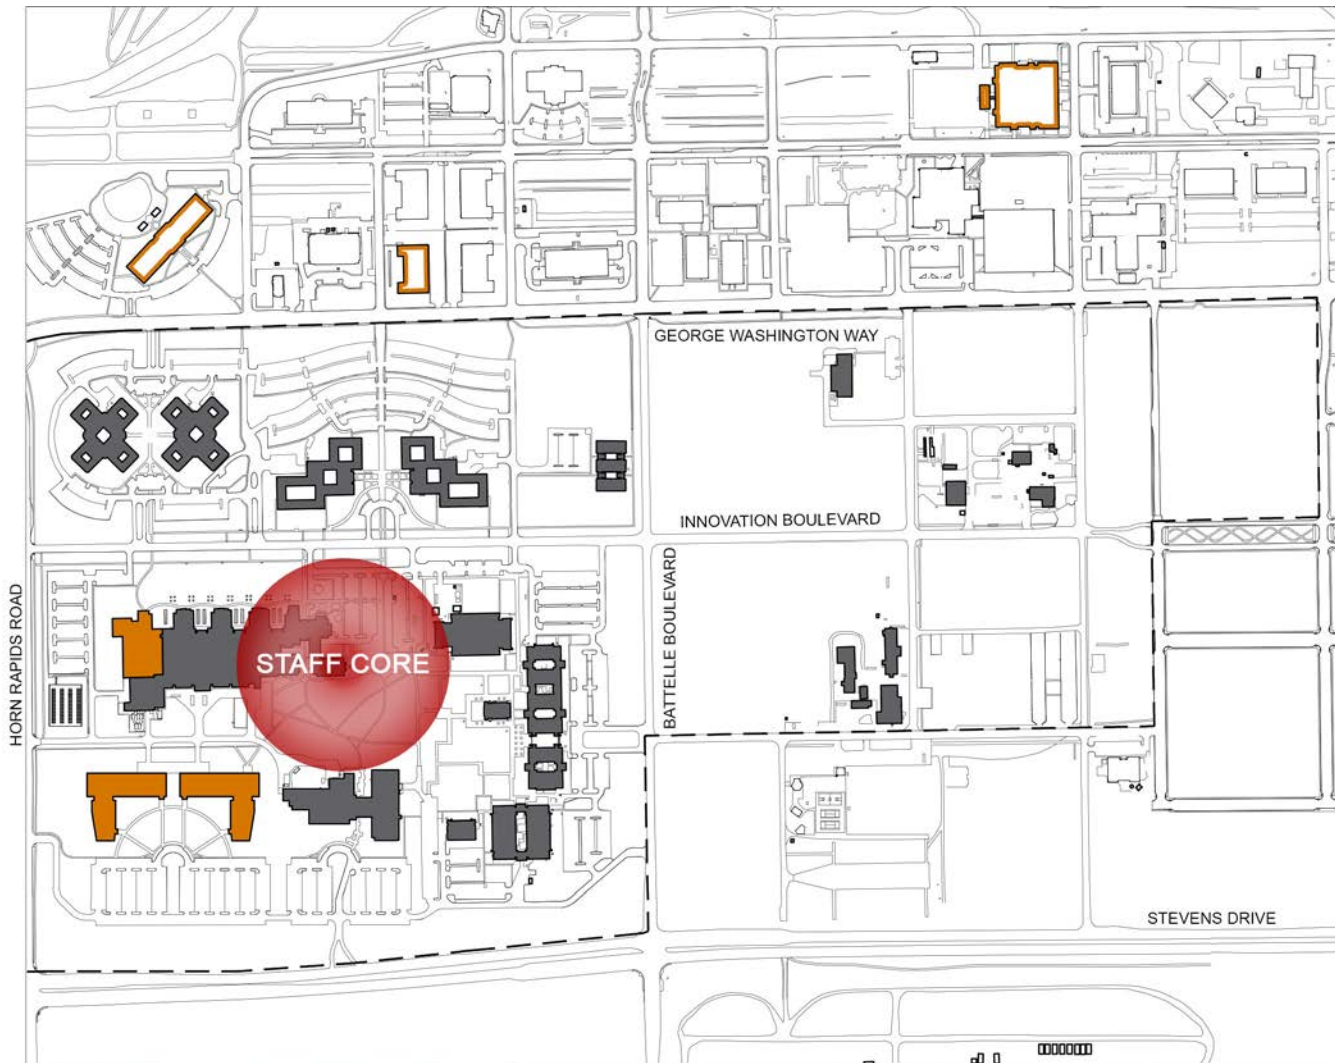 GEORGE WASHINGTON WAY
INNOVATION BOULEVARD
HORN RAPIDS ROAD
STAFF CORE
BATTELLE BOULEVARD
STEVENS DRIVE